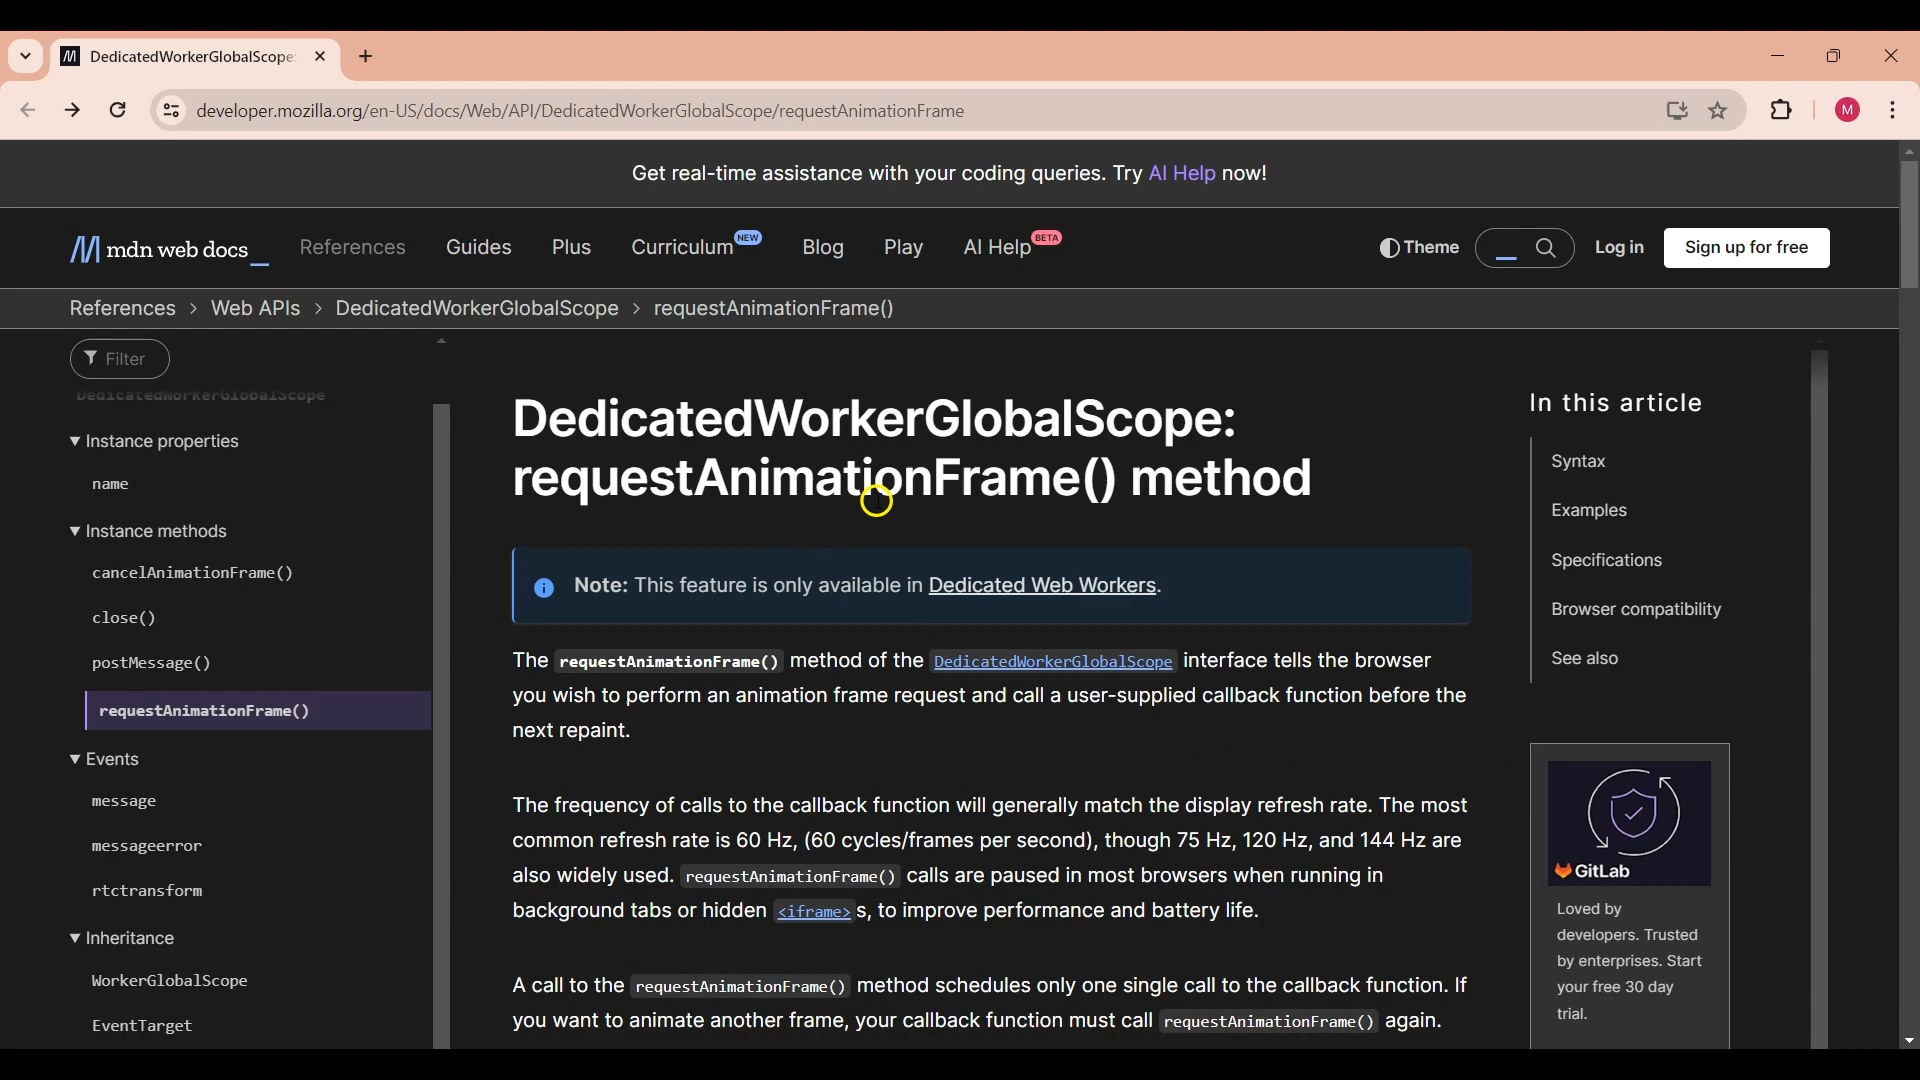 DedicatedWorkerGlobalScope:
developer.mozilla.org/en-US/docs/Web/API/DedicatedWorkerGlobalScope/requestAnimationFrame
M
Get real-time assistance with your coding queries. Try AI Help now!
mdn web docs_
References
Guides
Plus
Curriculum NEW
Blog
Play
AI Help BETA
Theme
Log in
Sign up for free
References > Web APIs > DedicatedWorkerGlobalScope > requestAnimationFrame()
Filter
DedicatedWorkerGlobalScope
Instance properties
name
Instance methods
cancelAnimationFrame()
close()
postMessage()
requestAnimationFrame()
Events
message
messageerror
rtctransform
Inheritance
WorkerGlobalScope
EventTarget
DedicatedWorkerGlobalScope:
requestAnimationFrame() method
Note: This feature is only available in Dedicated Web Workers.
The requestAnimationFrame() method of the DedicatedWorkerGlobalScope interface tells the browser
you wish to perform an animation frame request and call a user-supplied callback function before the
next repaint.
The frequency of calls to the callback function will generally match the display refresh rate. The most
common refresh rate is 60 Hz, (60 cycles/frames per second), though 75 Hz, 120 Hz, and 144 Hz are
also widely used. requestAnimationFrame() calls are paused in most browsers when running in
background tabs or hidden <iframe>s, to improve performance and battery life.
A call to the requestAnimationFrame() method schedules only one single call to the callback function. If
you want to animate another frame, your callback function must call requestAnimationFrame() again.
In this article
Syntax
Examples
Specifications
Browser compatibility
See also
GitLab
Loved by
developers. Trusted
by enterprises. Start
your free 30 day
trial.